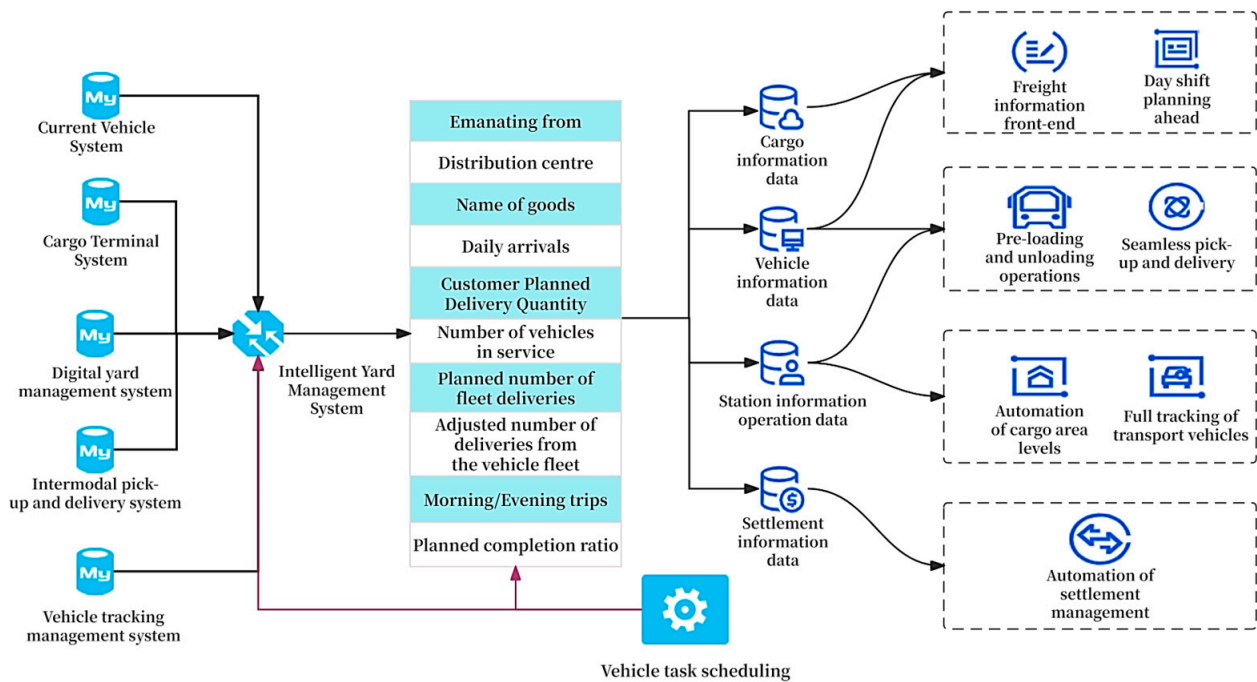 My
Current Vehicle
System
My
Cargo Terminal
System
My
Digital yard
management system
My
Intermodal pick-
up and delivery system
My
Vehicle tracking
management system
Intelligent Yard
Management
System
Emanating from
Distribution centre
Name of goods
Daily arrivals
Customer Planned
Delivery Quantity
Number of vehicles
in service
Planned number of
fleet deliveries
Adjusted number of
deliveries from
the vehicle fleet
Morning/Evening trips
Planned completion ratio
Vehicle task scheduling
Cargo
information
data
Vehicle
information
data
Station information
operation data
$
Settlement
information
data
Freight
information
front-end
Day shift
planning
ahead
Pre-loading
and unloading
operations
Seamless pick-
up and delivery
Automation
of cargo area
levels
Full tracking of
transport vehicles
Automation of
settlement
management